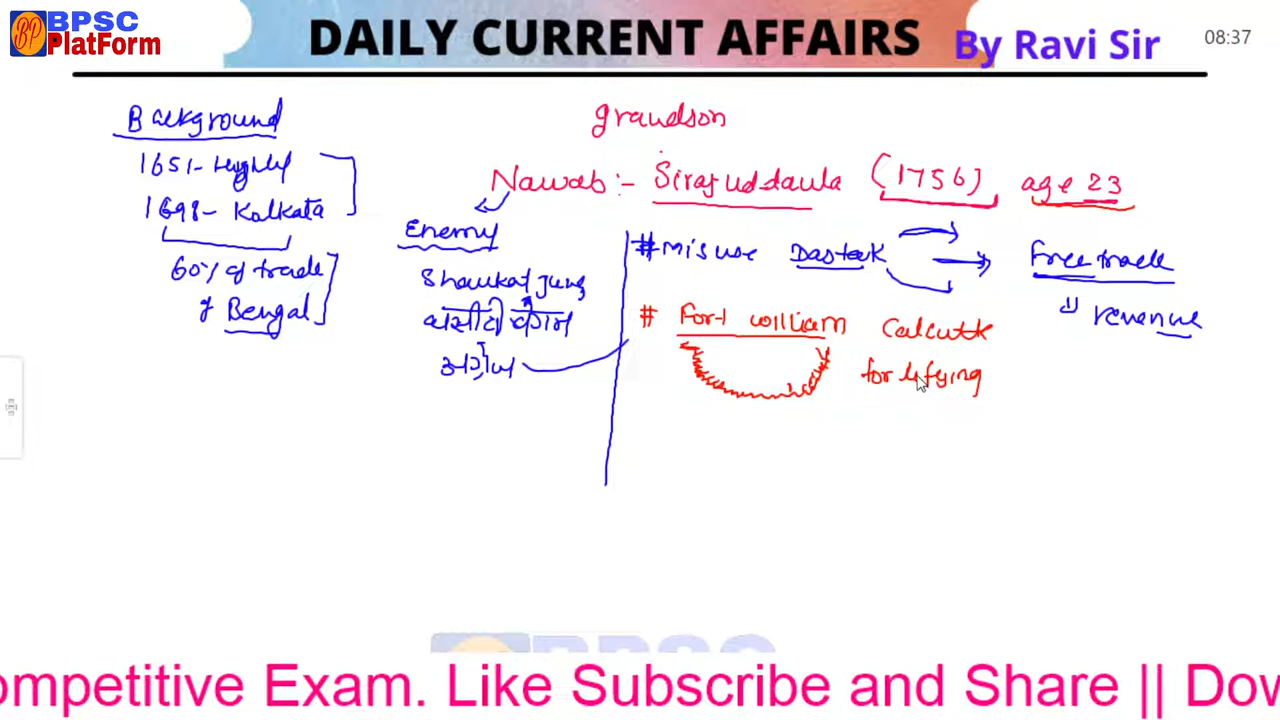 BPSC
PlatForm
DAILY CURRENT AFFAIRS
By Ravi Sir
08:37
Background
1651- Hughly
1698- Kolkata
60% of trade
of Bengal
grandson
Nawab:- Sirajuddaula (1756) age 23
Enemy
Shaukat Jung
घसीटी बेगम
# misuse Dastak
Free trade
revenue
# Fort william Calcutt
fortifying
BPSC
ompetitive Exam. Like Subscribe and Share || Dow